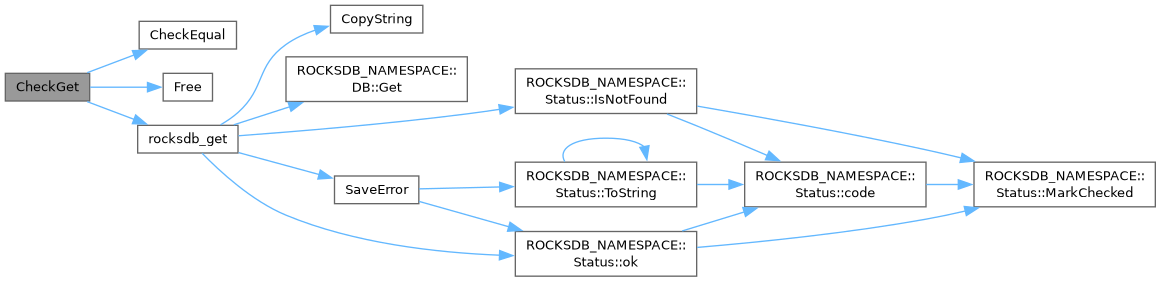 CheckGet
CheckEqual
Free
rocksdb_get
CopyString
ROCKSDB_NAMESPACE::
DB::Get
SaveError
ROCKSDB_NAMESPACE::
Status::IsNotFound
ROCKSDB_NAMESPACE::
Status::ToString
ROCKSDB_NAMESPACE::
Status::ok
ROCKSDB_NAMESPACE::
Status::code
ROCKSDB_NAMESPACE::
Status::MarkChecked